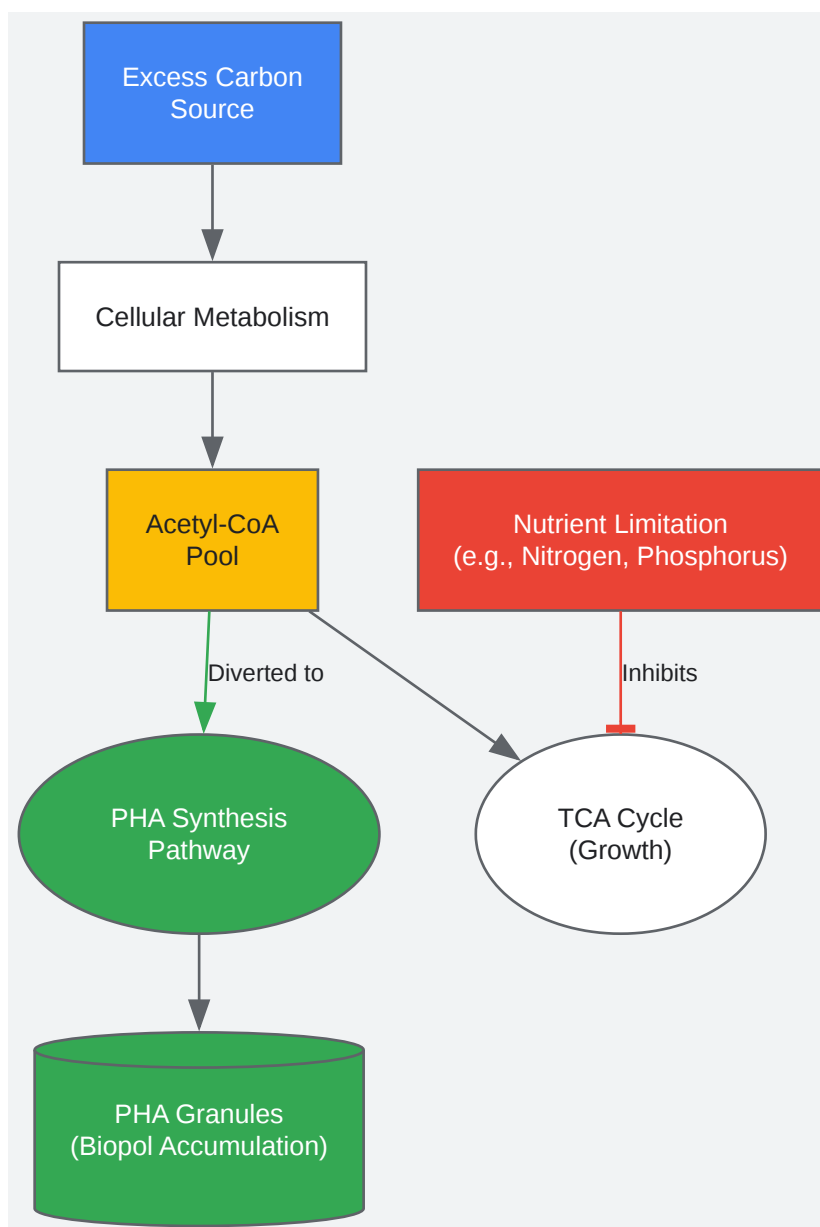 Excess Carbon
Source
Cellular Metabolism
Acetyl-CoA
Pool
Nutrient Limitation
(e.g., Nitrogen, Phosphorus)
Diverted to
Inhibits
PHA Synthesis
Pathway
TCA Cycle
(Growth)
PHA Granules
(Biopol Accumulation)